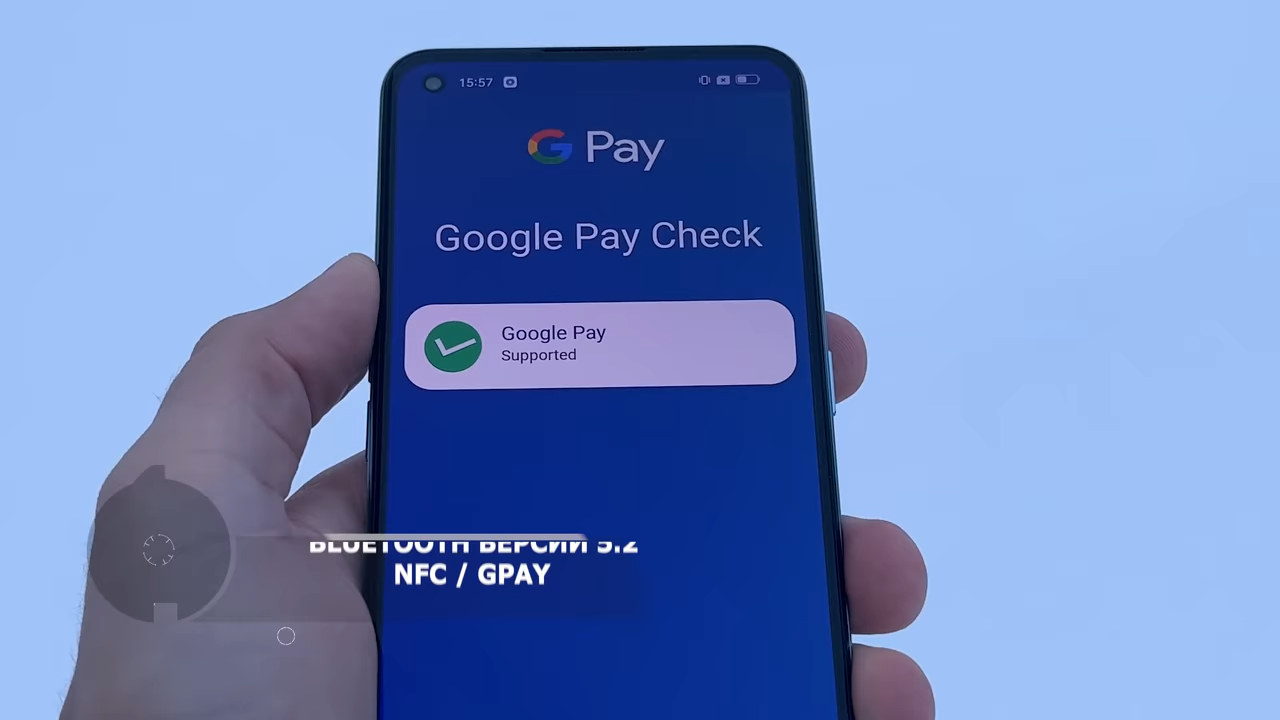 15:57
G Pay
Google Pay Check
Google Pay
Supported
BLUETOOTH ВЕРСИИ 5.2
NFC / GPAY